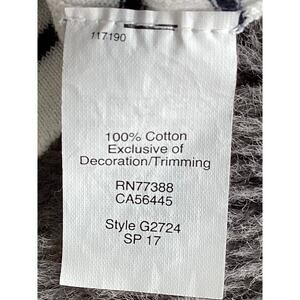 117190
100% Cotton
Exclusive of
Decoration/Trimming
RN77388
CA56445
Style G2724
SP 17